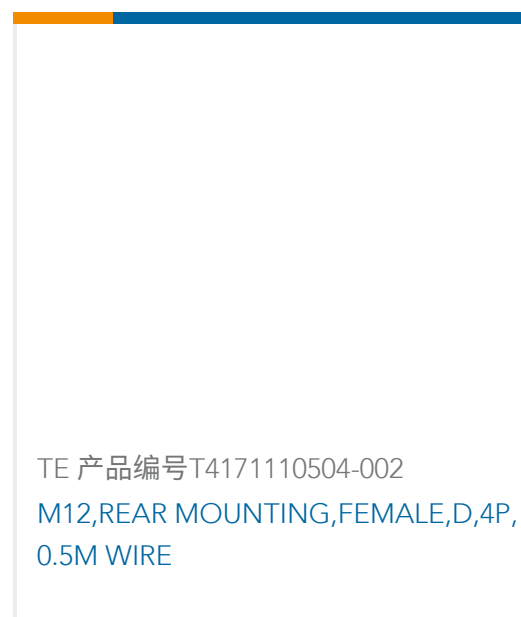 TE 产品编号T4171110504-002
M12,REAR MOUNTING,FEMALE,D,4P,
0.5M WIRE